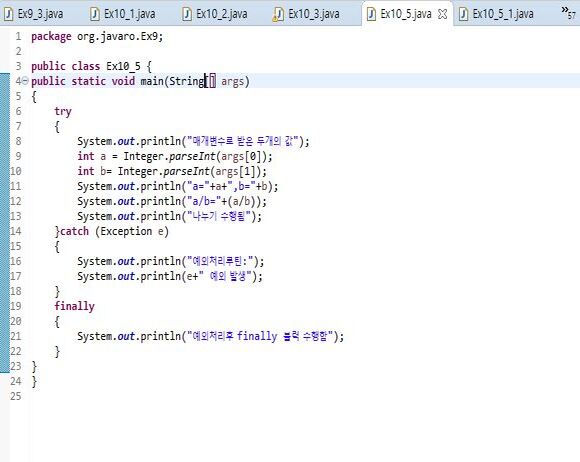 Ex9_3.java Ex10_1.java Ex10_2.java Ex10_3.java Ex10_5.java Ex10_5_1.java »57
1 package org.javaro.Ex9;
2
3 public class Ex10_5 {
4 public static void main(String[] args)
5 {
6 try
7 {
8 System.out.println("매개변수로 받은 두개의 값");
9 int a = Integer.parseInt(args[0]);
10 int b= Integer.parseInt(args[1]);
11 System.out.println("a="+a+",b="+b);
12 System.out.println("a/b="+(a/b));
13 System.out.println("나누기 수행됨");
14 }catch (Exception e)
15 {
16 System.out.println("예외처리루틴:");
17 System.out.println(e+" 예외 발생");
18 }
19 finally
20 {
21 System.out.println("예외처리후 finally 블럭 수행함");
22 }
23 }
24 }
25